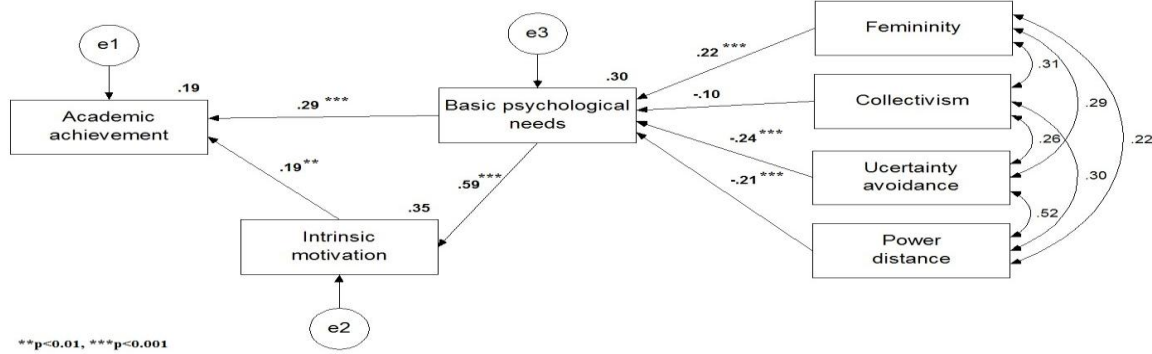 e1
e3
Femininity
.22 ***
.31
.19
.30
Academic
achievement
.29 ***
Basic psychological
needs
-.10
Collectivism
.29
.26
.22
-.24***
.19**
.59***
Ucertainty
avoidance
.30
-.21***
.52
.35
Intrinsic
motivation
Power
distance
e2
**p<0.01, ***p<0.001